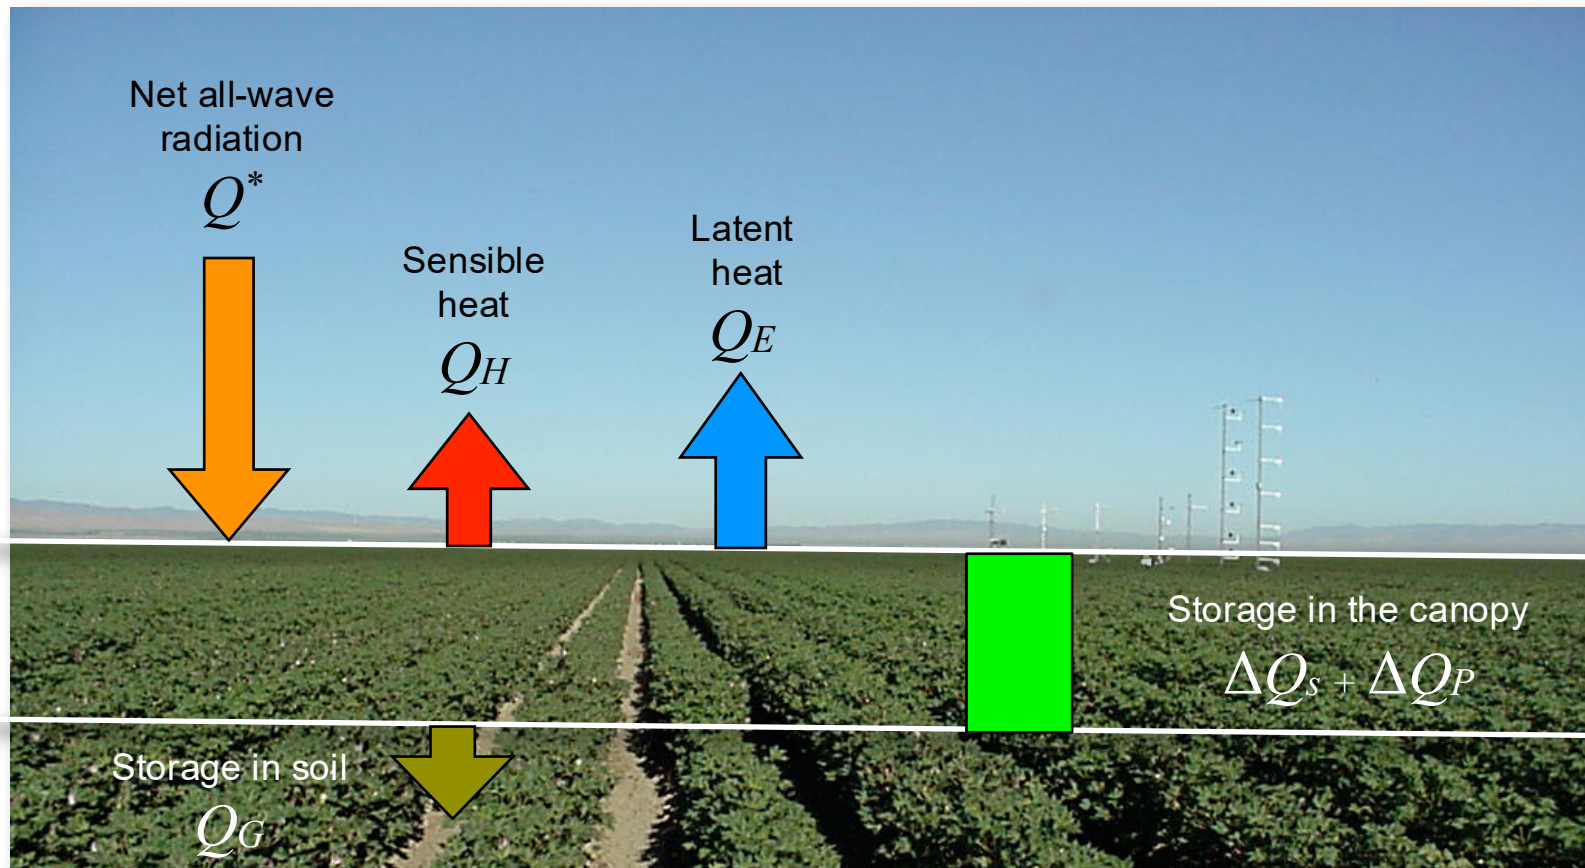 Net all-wave
radiation
Q*
Sensible
heat
QH
Latent
heat
QE
Storage in the canopy
ΔQs + ΔQP
Storage in soil
QG